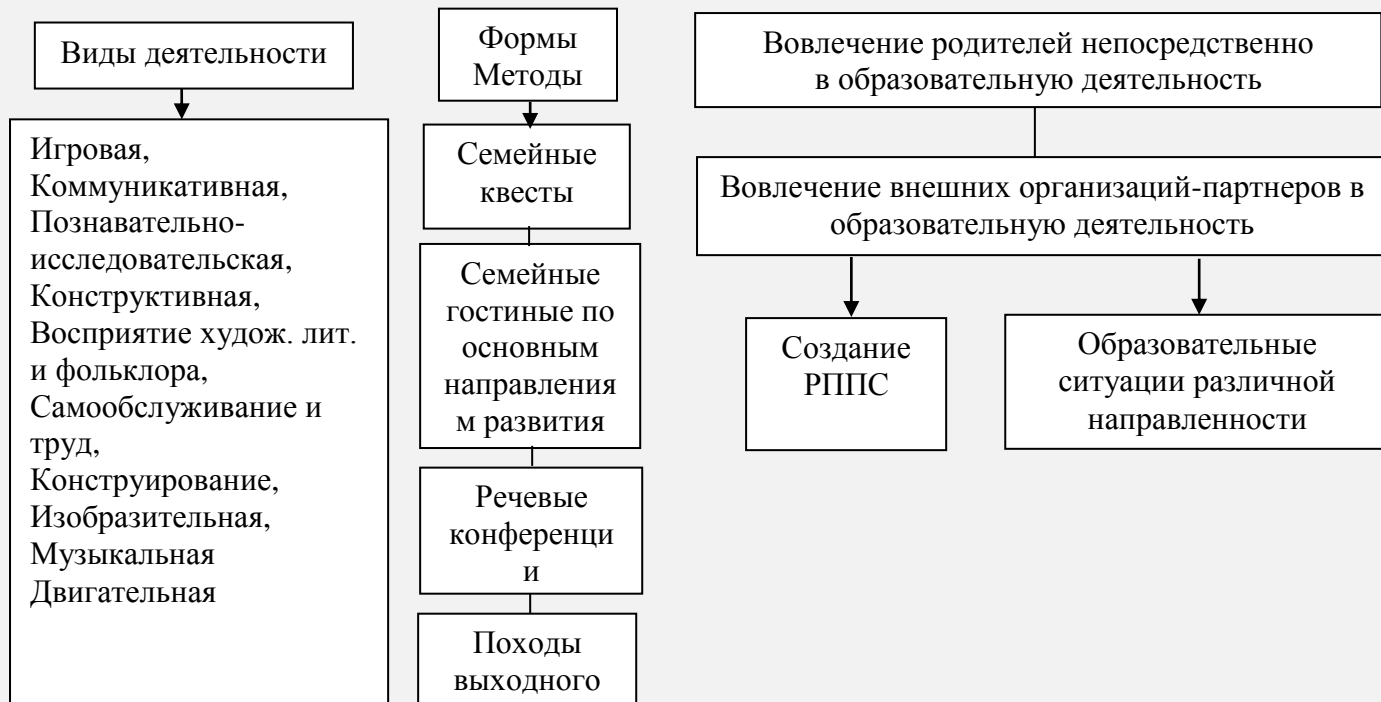 Виды деятельности
Игровая,
Коммуникативная,
Познавательно-
исследовательская,
Конструктивная,
Восприятие худож. лит.
и фольклора,
Самообслуживание и
труд,
Конструирование,
Изобразительная,
Музыкальная
Двигательная
Формы
Методы
Семейные
квесты
Семейные
гостиные по
основным
направления
м развития
Речевые
конференци
и
Походы
выходного
Вовлечение родителей непосредственно
в образовательную деятельность
Вовлечение внешних организаций-партнеров в
образовательную деятельность
Создание
РППС
Образовательные
ситуации различной
направленности